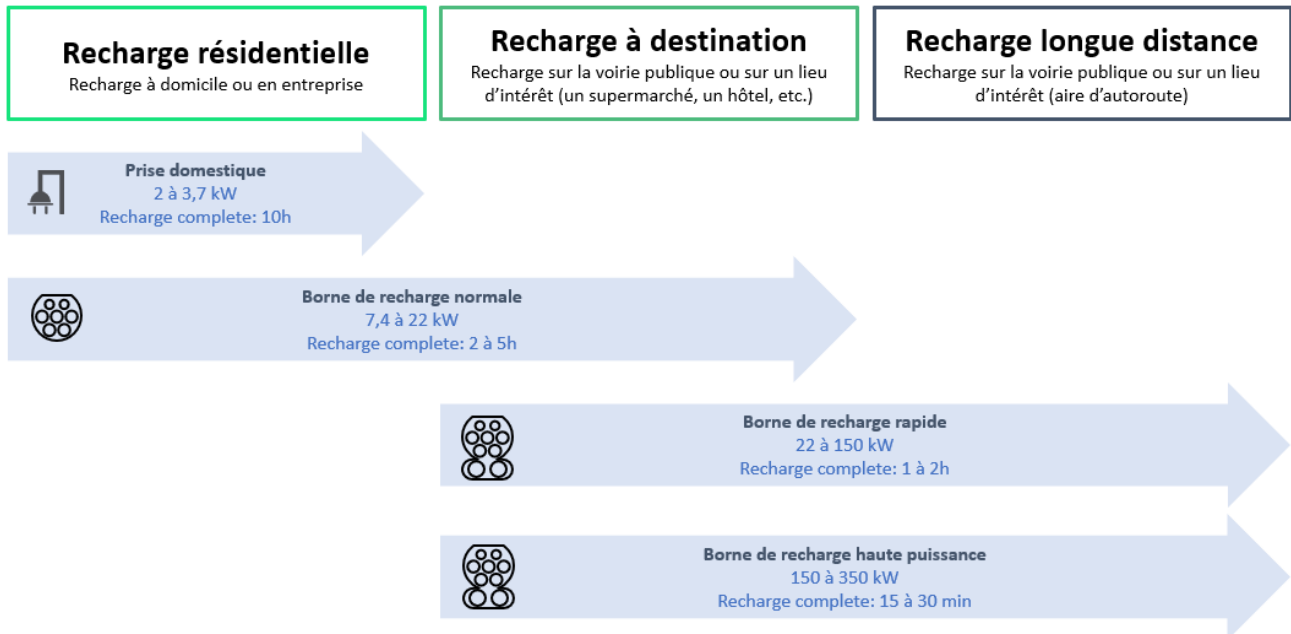 Recharge résidentielle
Recharge à domicile ou en entreprise
Recharge à destination
Recharge sur la voirie publique ou sur un lieu
d'intérêt (un supermarché, un hôtel, etc.)
Recharge longue distance
Recharge sur la voirie publique ou sur un lieu
d'intérêt (aire d'autoroute)
Prise domestique
2 à 3,7 kW
Recharge complete: 10h
Borne de recharge normale
7,4 à 22 kW
Recharge complete: 2 à 5h
Borne de recharge rapide
22 à 150 kW
Recharge complete: 1 à 2h
Borne de recharge haute puissance
150 à 350 kW
Recharge complete: 15 à 30 min